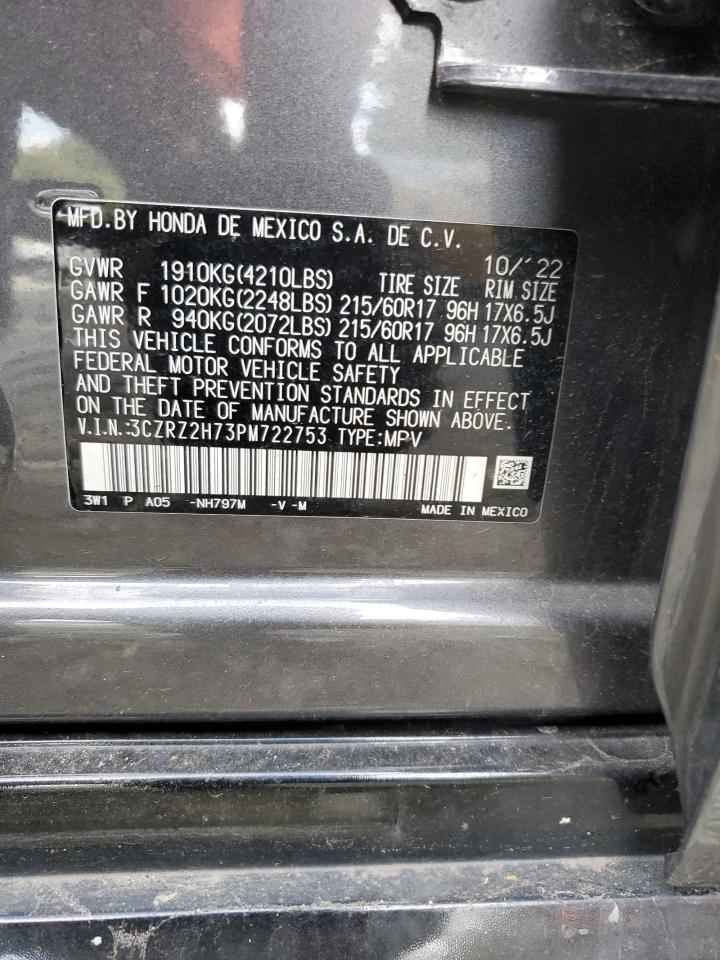 MFD.BY HONDA DE MEXICO S.A. DE C.V.
10/'22
GVWR 1910KG(4210LBS) TIRE SIZE RIM SIZE
GAWR F 1020KG(2248LBS) 215/60R17 96H 17X6.5J
GAWR R 940KG(2072LBS) 215/60R17 96H 17X6.5J
THIS VEHICLE CONFORMS TO ALL APPLICABLE
FEDERAL MOTOR VEHICLE SAFETY
AND THEFT PREVENTION STANDARDS IN EFFECT
ON THE DATE OF MANUFACTURE SHOWN ABOVE.
V.I.N.:3CZRZ2H73PM722753 TYPE:MPV
3W1 P A05 -NH797M -V -M MADE IN MEXICO